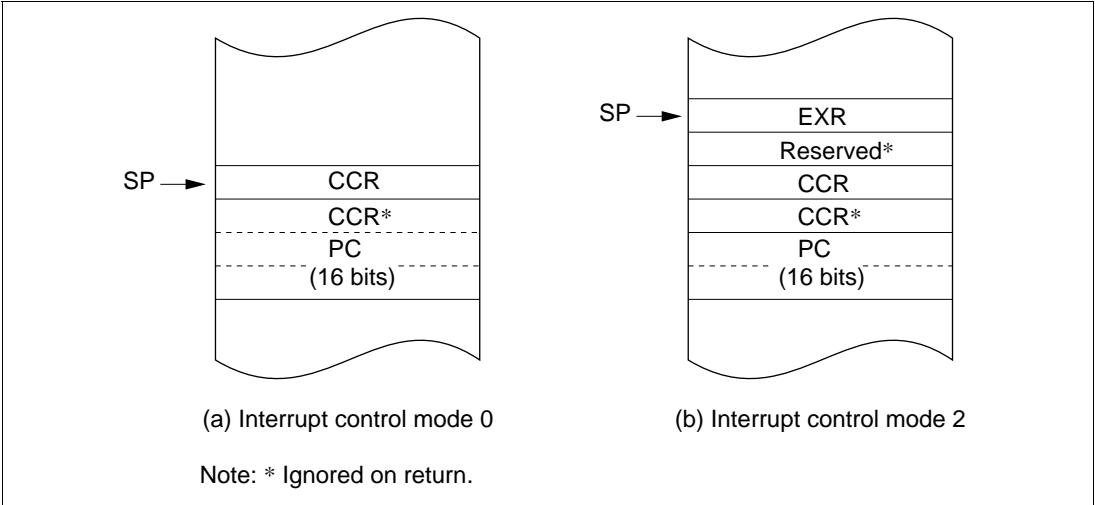 SP
CCR
CCR*
PC
(16 bits)
(a) Interrupt control mode 0
SP
EXR
Reserved*
CCR
CCR*
PC
(16 bits)
(b) Interrupt control mode 2
Note: * Ignored on return.